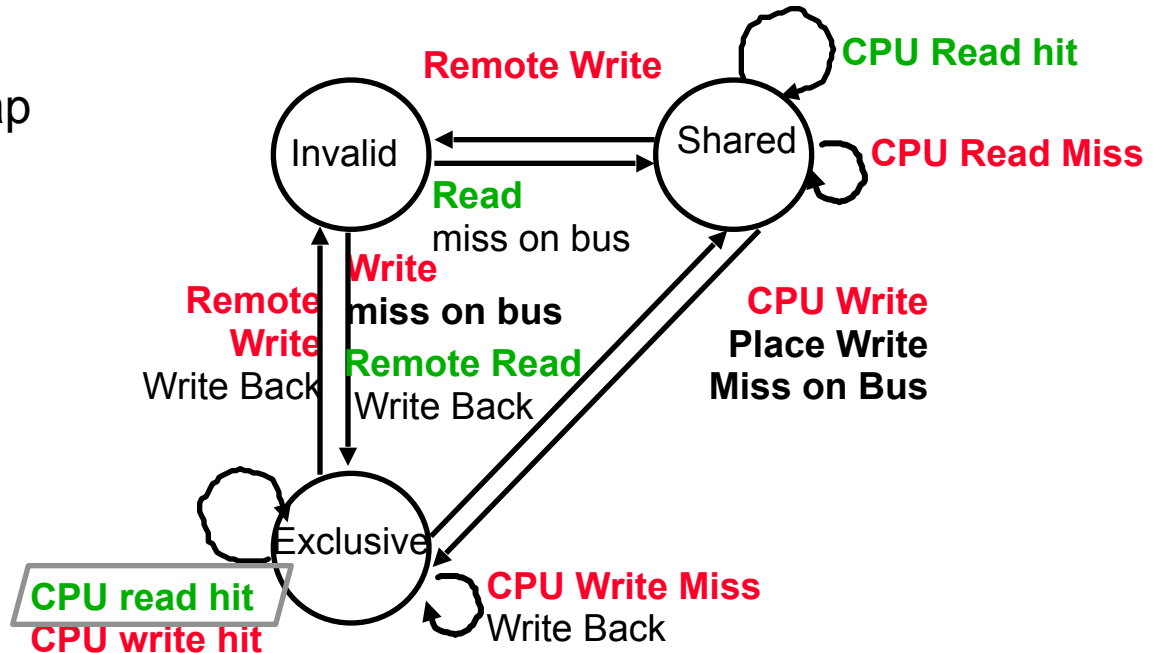 CPU Read hit
Remote Write
ap
Invalid
Shared
CPU Read Miss
Read
miss on bus
Write
miss on bus
Remote
Write
Write Back
Remote Read
Write Back
CPU Write
Place Write
Miss on Bus
Exclusive
CPU read hit
CPU write hit
CPU Write Miss
Write Back